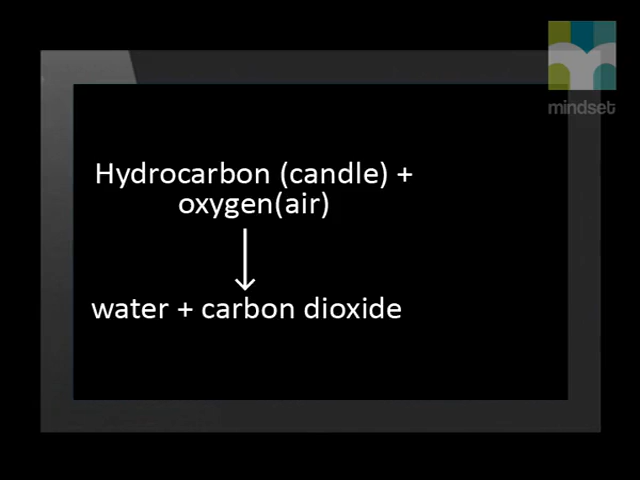 mindset
Hydrocarbon (candle) +
oxygen(air)
water + carbon dioxide